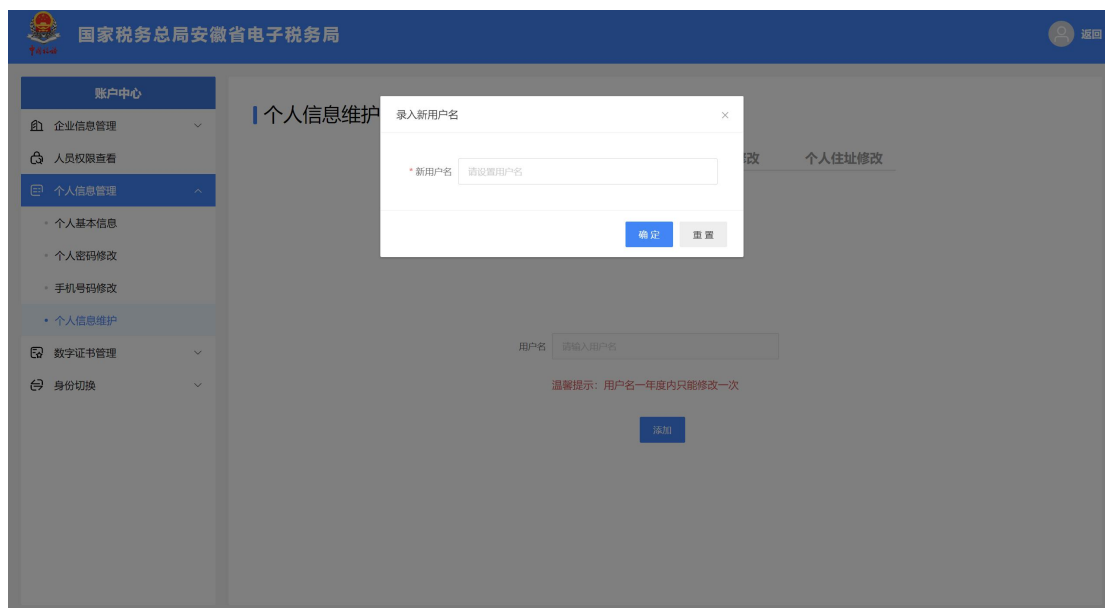 国家税务总局安徽省电子税务局
返回
账户中心
企业信息管理
人员权限查看
个人信息管理
个人基本信息
个人密码修改
手机号码修改
个人信息维护
数字证书管理
身份切换
个人信息维护
录入新用户名
×
* 新用户名 请设置用户名
确定 重置
改 个人住址修改
用户名 请输入用户名
温馨提示：用户名一年度内只能修改一次
添加